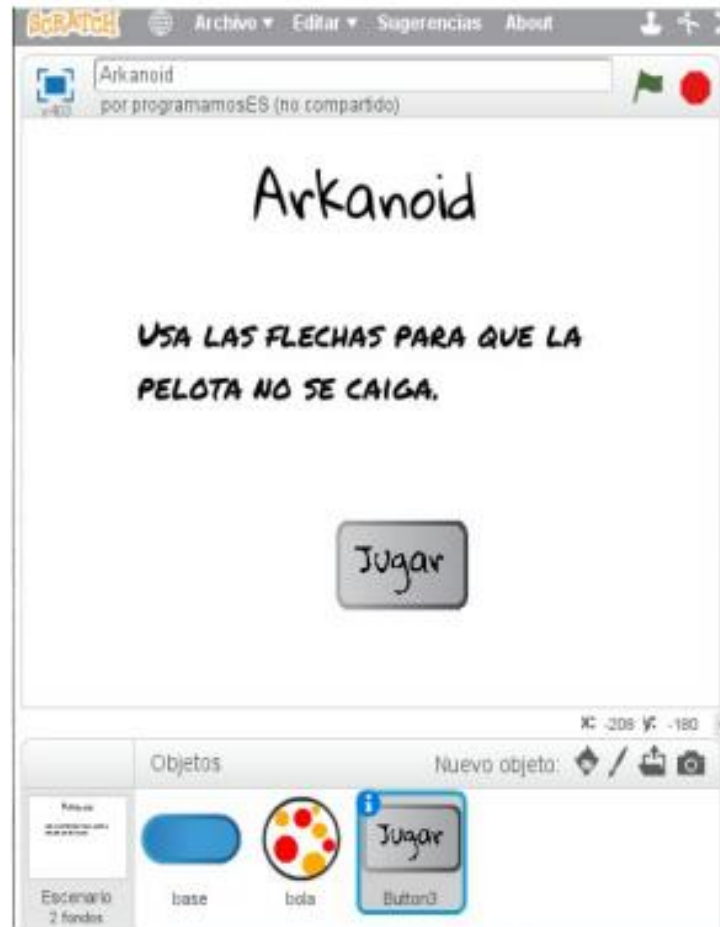 SCRATCH Archivo Editar Sugerencias About
Arkanoid
v403
por programamosES (no compartido)
Arkanoid
USA LAS FLECHAS PARA QUE LA
PELOTA NO SE CAIGA.
Jugar
X: -208 Y: -180
Objetos Nuevo objeto:
Jugar
Escenario
2 fondos
base bola Button3